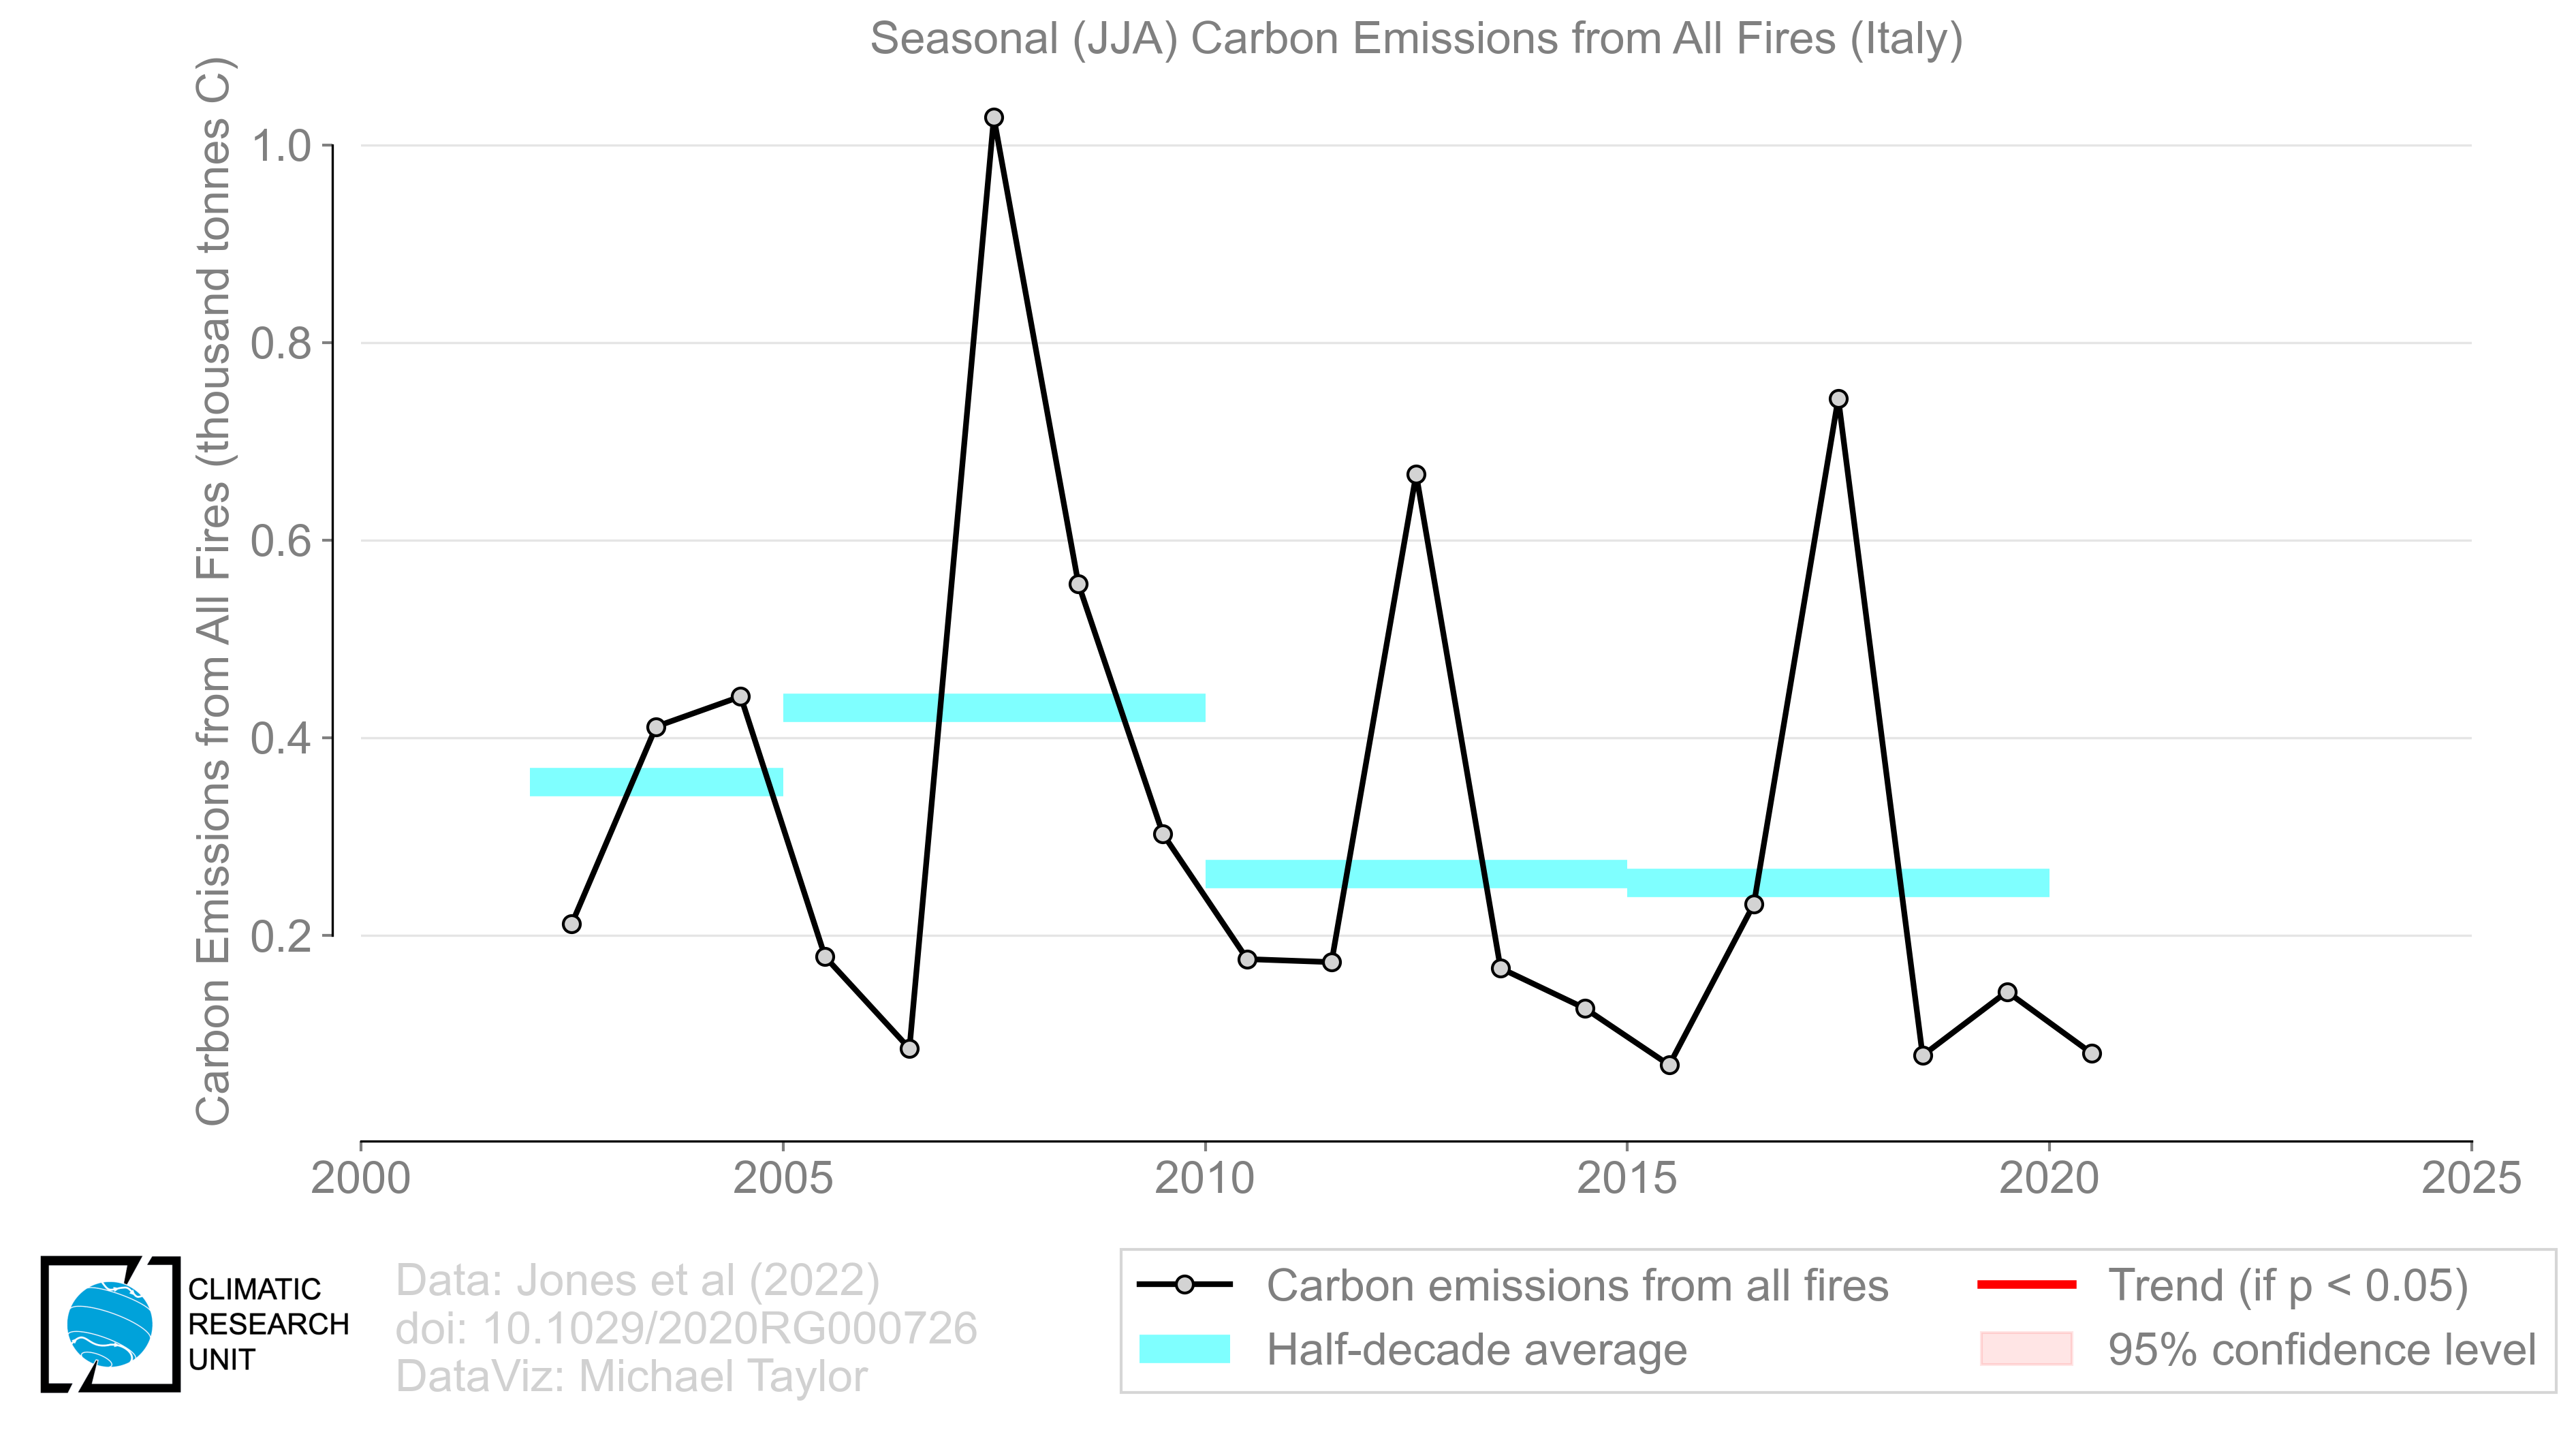 Seasonal (JJA) Carbon Emissions from All Fires (Italy)
Carbon Emissions from All Fires (thousand tonnes C)
1.0
0.8
0.6
0.4
0.2
2000
2005
2010
2015
2020
2025
CLIMATIC
RESEARCH
UNIT
Data: Jones et al (2022)
doi: 10.1029/2020RG000726
DataViz: Michael Taylor
Carbon emissions from all fires
Half-decade average
Trend (if p < 0.05)
95% confidence level